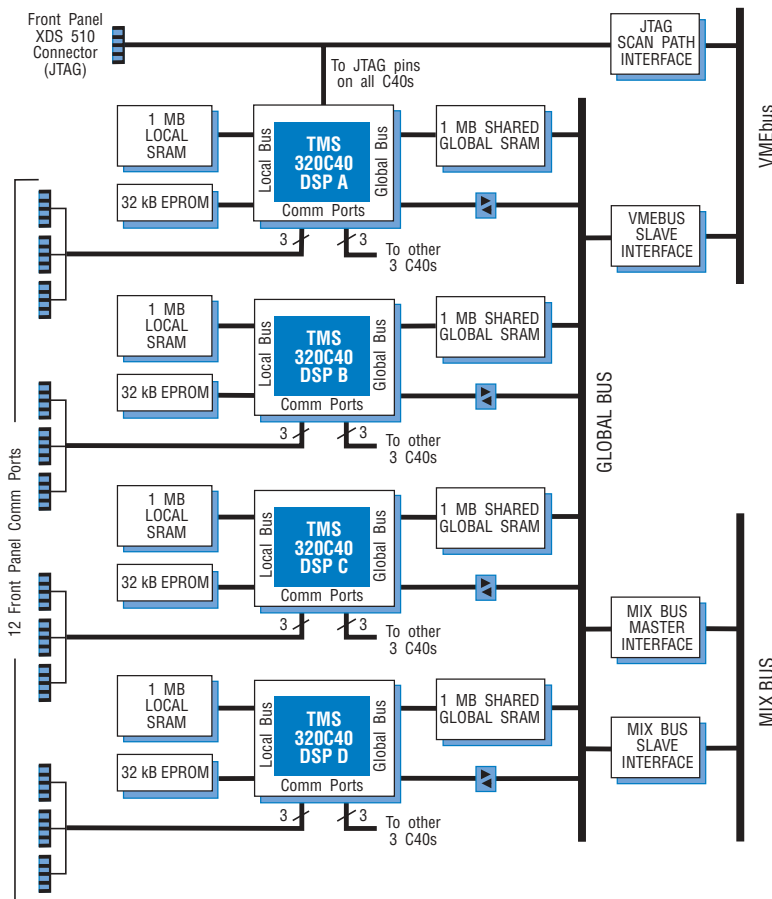 Front Panel
XDS 510
Connector
(JTAG)
To JTAG pins
on all C40s
JTAG
SCAN PATH
INTERFACE
VMEbus
1 MB
LOCAL
SRAM
32 kB EPROM
Local Bus
TMS
320C40
DSP A
Global Bus
Comm Ports
1 MB SHARED
GLOBAL SRAM
3
3
To other
3 C40s
VMEBUS
SLAVE
INTERFACE
1 MB
LOCAL
SRAM
32 kB EPROM
Local Bus
TMS
320C40
DSP B
Global Bus
Comm Ports
1 MB SHARED
GLOBAL SRAM
3
3
To other
3 C40s
GLOBAL BUS
12 Front Panel Comm Ports
1 MB
LOCAL
SRAM
32 kB EPROM
Local Bus
TMS
320C40
DSP C
Global Bus
Comm Ports
1 MB SHARED
GLOBAL SRAM
3
3
To other
3 C40s
MIX BUS
MASTER
INTERFACE
MIX BUS
1 MB
LOCAL
SRAM
32 kB EPROM
Local Bus
TMS
320C40
DSP D
Global Bus
Comm Ports
1 MB SHARED
GLOBAL SRAM
3
3
To other
3 C40s
MIX BUS
SLAVE
INTERFACE